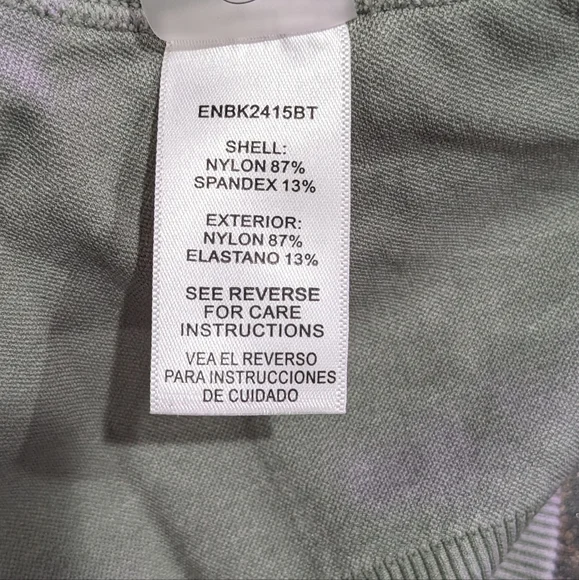 ENBK2415BT
SHELL:
NYLON 87%
SPANDEX 13%
EXTERIOR:
NYLON 87%
ELASTANO 13%
SEE REVERSE
FOR CARE
INSTRUCTIONS
VEA EL REVERSO
PARA INSTRUCCIONES
DE CUIDADO